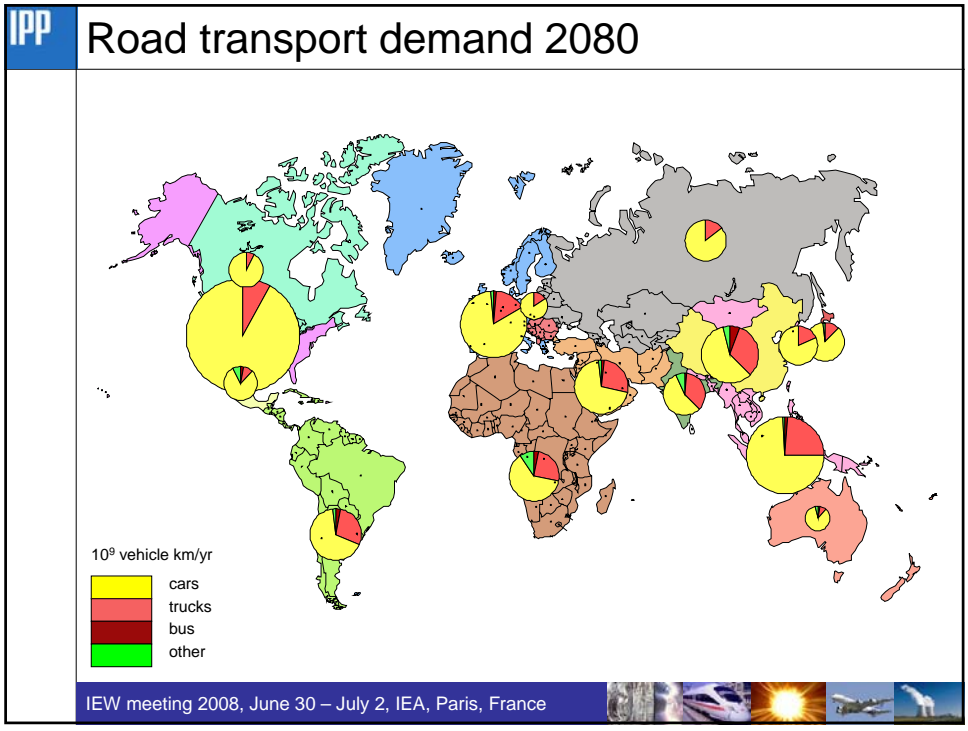 IPP
Road transport demand 2080
10⁹ vehicle km/yr
cars
trucks
bus
other
IEW meeting 2008, June 30 – July 2, IEA, Paris, France